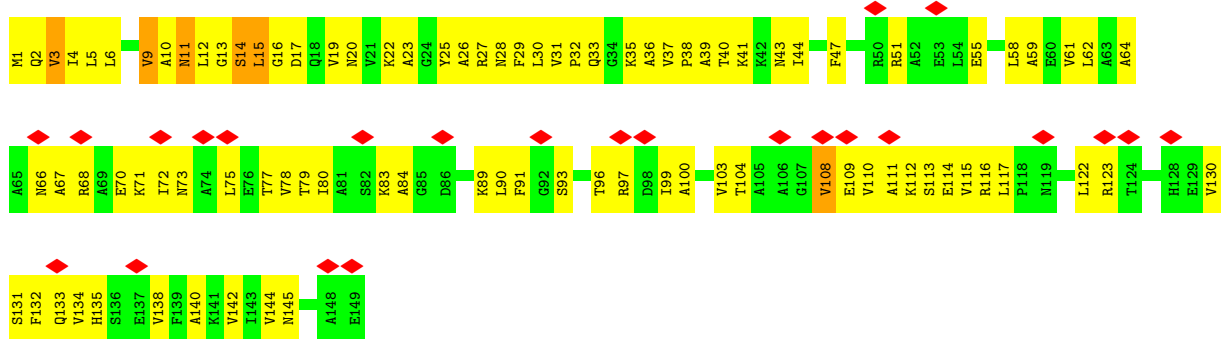 M1 Q2 V3 I4 L5 L6 V9 A10 N11 L12 G13 S14 L15 G16 D17 Q18 V19 N20 V21 K22 A23 G24 Y25 A26 R27 N28 F29 L30 V31 P32 Q33 G34 K35 A36 V37 P38 A39 T40 K41 K42 N43 I44 F47 R50 R51 A52 E53 L54 E55 L58 A59 E60 V61 L62 A63 A64
A65 N66 A67 R68 A69 E70 K71 I72 N73 A74 L75 E76 T77 V78 T79 I80 A81 S82 K83 A84 G85 D86 K89 L90 F91 G92 S93 T96 R97 D98 I99 A100 V103 T104 A105 A106 G107 V108 E109 V110 A111 K112 S113 E114 V115 R116 L117 P118 N119 L122 R123 T124 H128 E129 V130
S131 F132 Q133 V134 H135 S136 E137 V138 F139 A140 K141 V142 I143 V144 N145 A148 E149